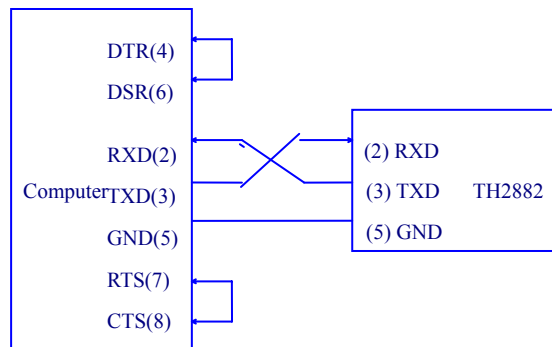 DTR(4)
DSR(6)
RXD(2)
Computer
TXD(3)
GND(5)
RTS(7)
CTS(8)
(2) RXD
(3) TXD
TH2882
(5) GND